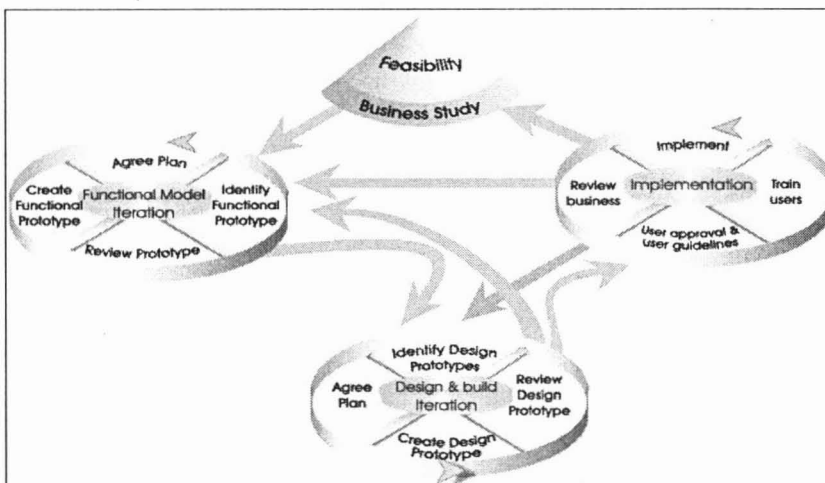 Feasibility
Business Study
Agree Plan
Create
Functional
Prototype
Functional Model
Iteration
Identify
Functional
Prototype
Review Prototype
Implement
Review
business
Implementation
Train
users
User approval &
user guidelines
Identify Design
Prototypes
Agree
Plan
Design & build
Iteration
Review
Design
Prototype
Create Design
Prototype